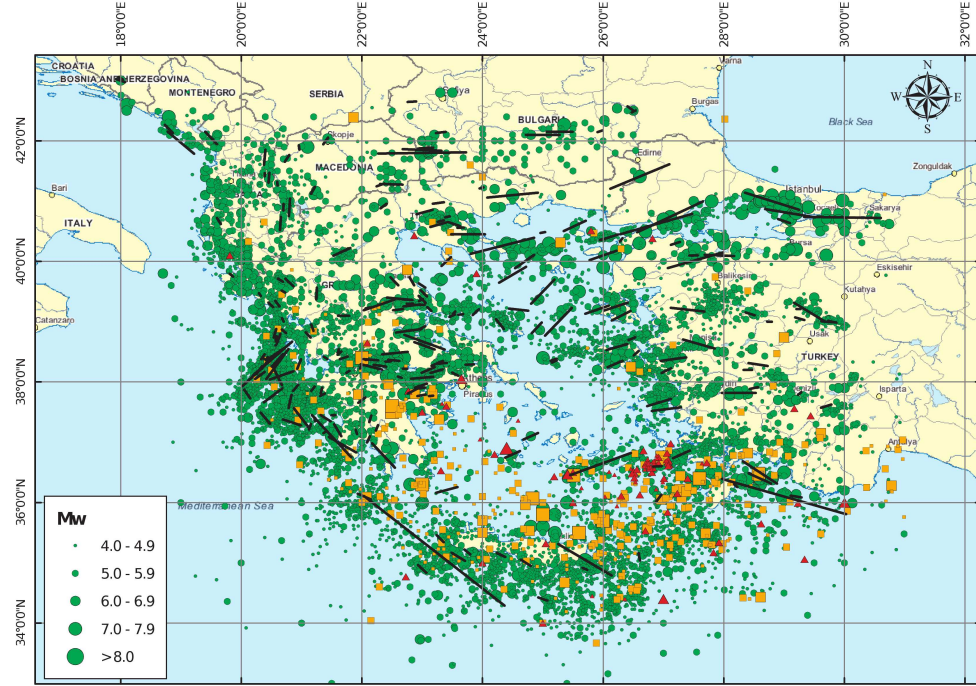 18°0'0"E 20°0'0"E 22°0'0"E 24°0'0"E 26°0'0"E 28°0'0"E 30°0'0"E 32°0'0"E
CROATIA
BOSNIA AND HERZEGOVINA
MONTENEGRO
SERBIA
Sofiya
Varna
Burgas
BULGARI
N
W E
S
Black Sea
42°0'0"N
Skopje
MACEDONIA
Edirne
Zonguldak
Bari
ITALY
Istanbul
Kocaeli
Sakarya
Bursa
40°0'0"N
GR
Balikesir
Eskisehir
Kutahya
Catanzaro
Usak
TURKEY
38°0'0"N
Athens
Piraeus
Isparta
Antalya
36°0'0"N
Mediterranean Sea
34°0'0"N
Mw
4.0 - 4.9
5.0 - 5.9
6.0 - 6.9
7.0 - 7.9
>8.0